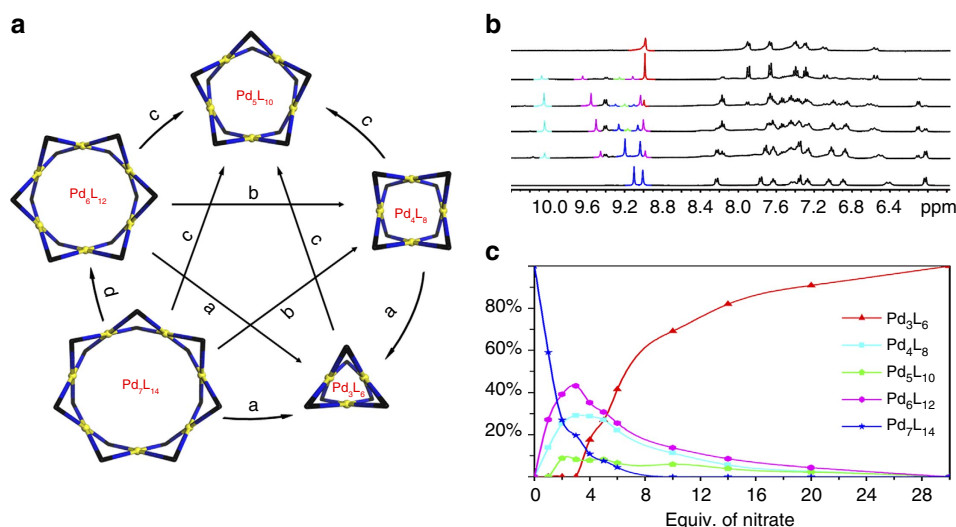 a
Pd5L10
c
c
Pd6L12
b
Pd4L8
c
c
d
a
b
a
Pd7L14
Pd3L6
a
b
10.0 9.6 9.2 8.8 8.4 8.0 7.6 7.2 6.8 6.4 ppm
c
80%
60%
40%
20%
Pd3L6
Pd4L8
Pd5L10
Pd6L12
Pd7L14
0 4 8 12 16 20 24 28
Equiv. of nitrate